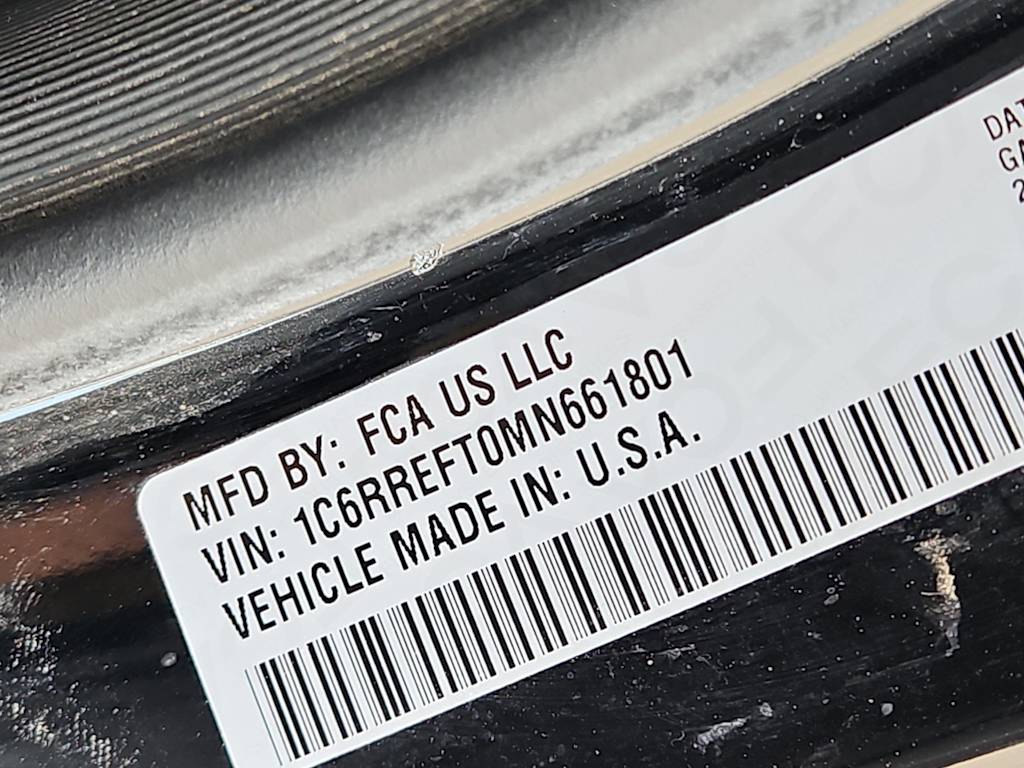 MFD BY: FCA US LLC
VIN: 1C6RREFT0MN661801
VEHICLE MADE IN: U.S.A.